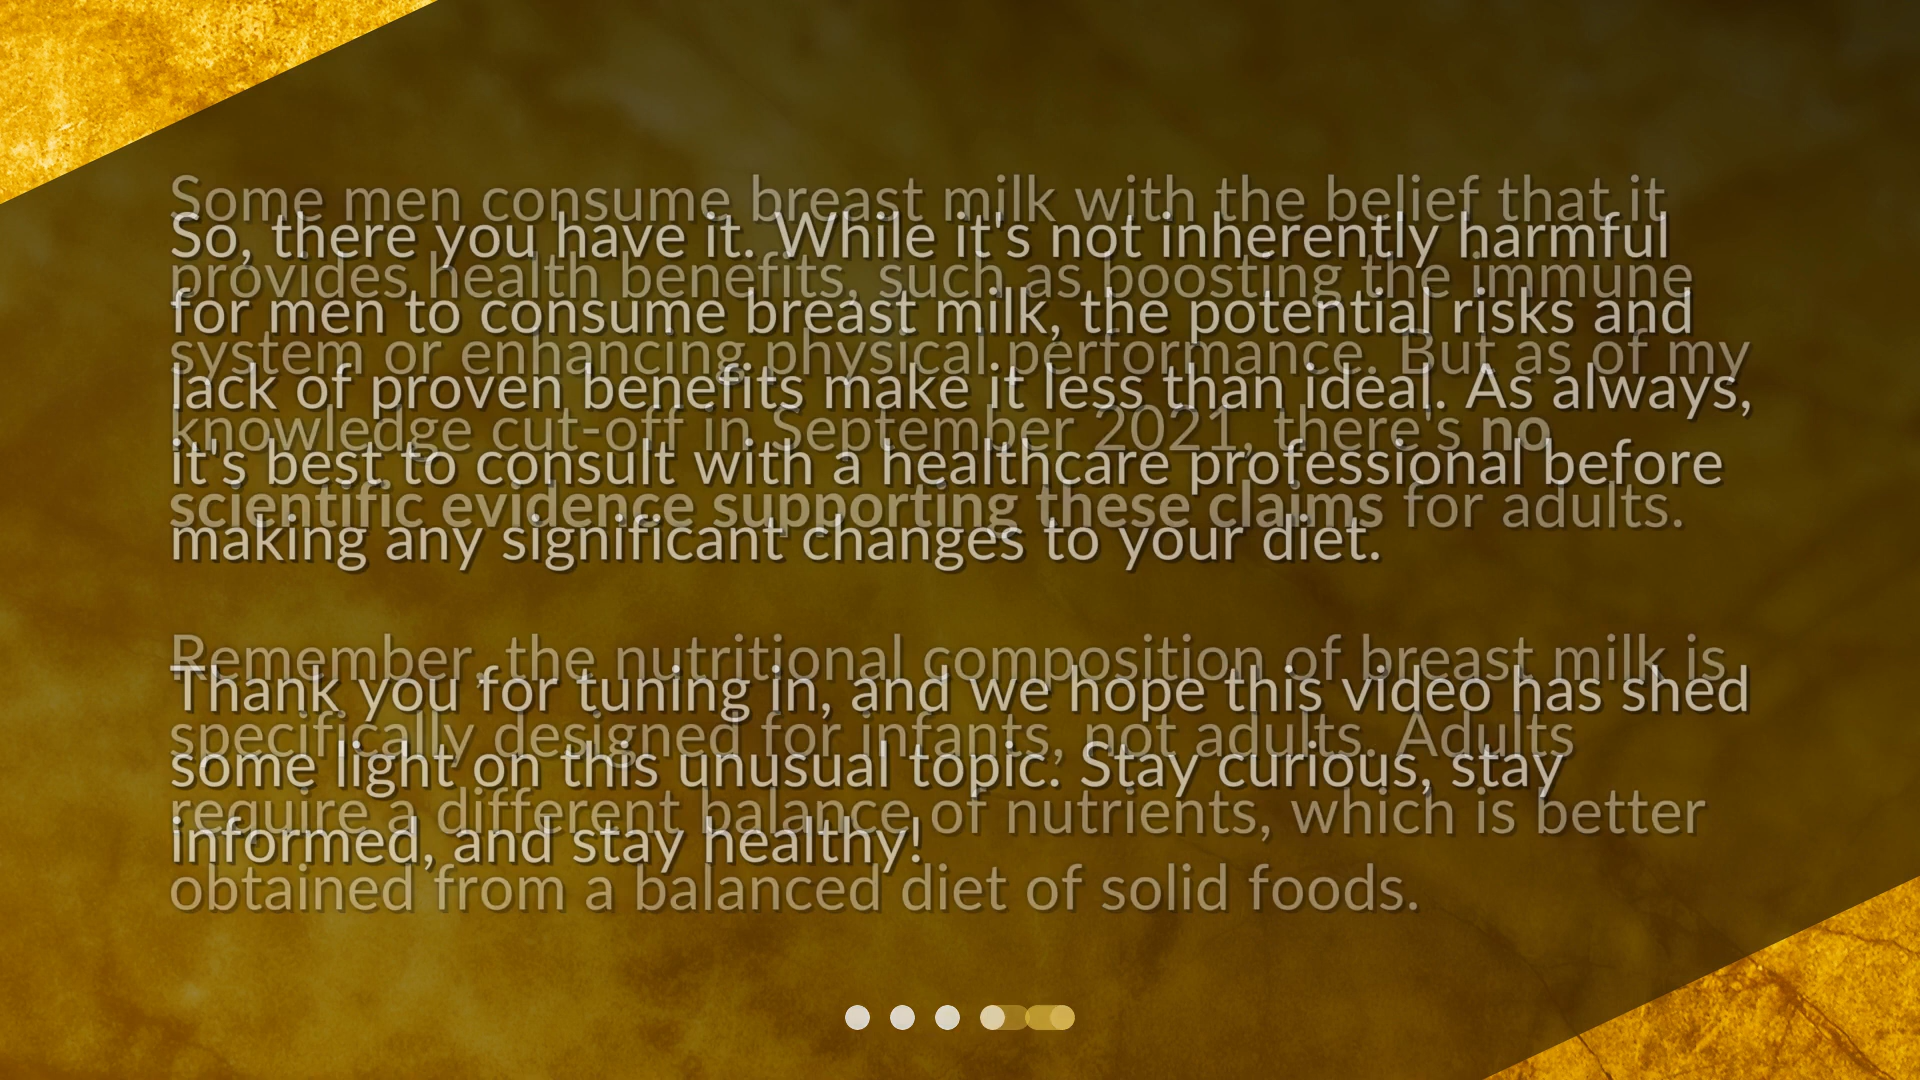 Some men consume breast milk with the belief that it
provides health benefits, such as boosting the immune
system or enhancing physical performance. But as of my
knowledge cut-off in September 2021, there's no
scientific evidence supporting these claims for adults.
Remember, the nutritional composition of breast milk is
specifically designed for infants, not adults. Adults
require a different balance of nutrients, which is better
obtained from a balanced diet of solid foods.
So, there you have it. While it's not inherently harmful
for men to consume breast milk, the potential risks and
lack of proven benefits make it less than ideal. As always,
it's best to consult with a healthcare professional before
making any significant changes to your diet.
Thank you for tuning in, and we hope this video has shed
some light on this unusual topic. Stay curious, stay
informed, and stay healthy!